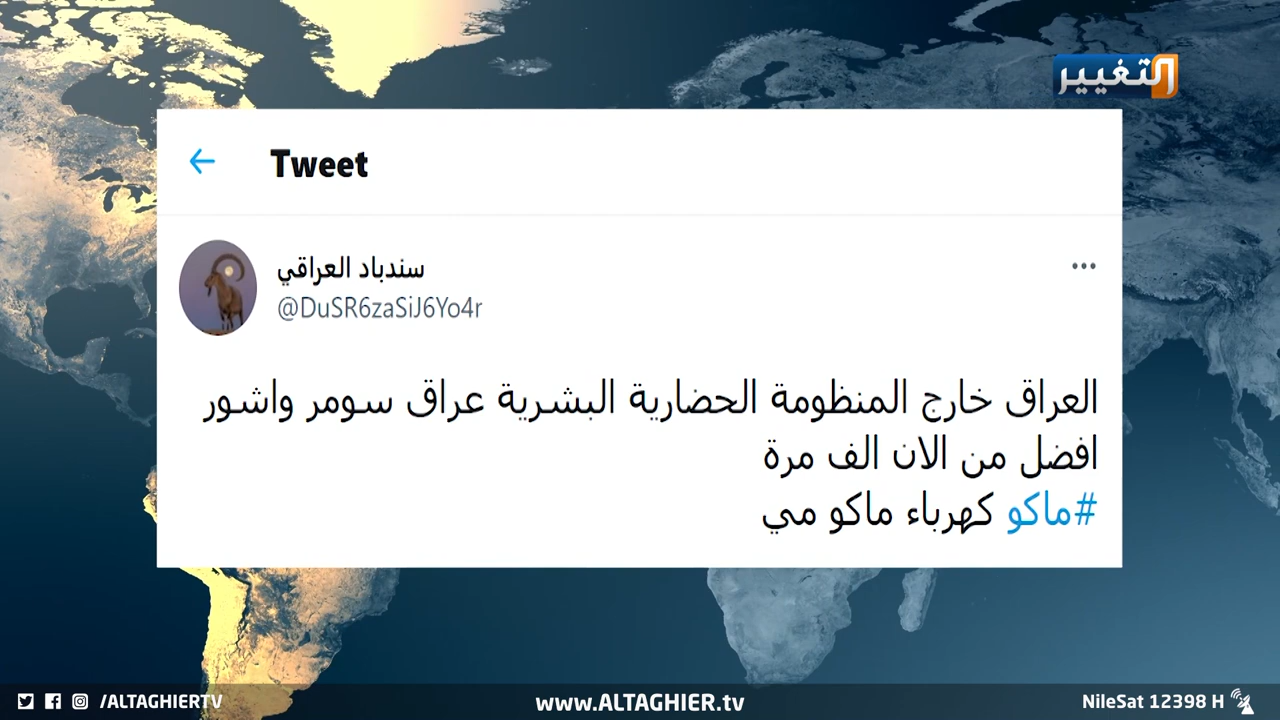 التغيير
Tweet
سندباد العراقي
@DuSR6zaSiJ6Yo4r
العراق خارج المنظومة الحضارية البشرية عراق سومر واشور
افضل من الان الف مرة
#ماكو كهرباء ماكو مي
/ALTAGHIERTV
www.ALTAGHIER.tv
NileSat 12398 H